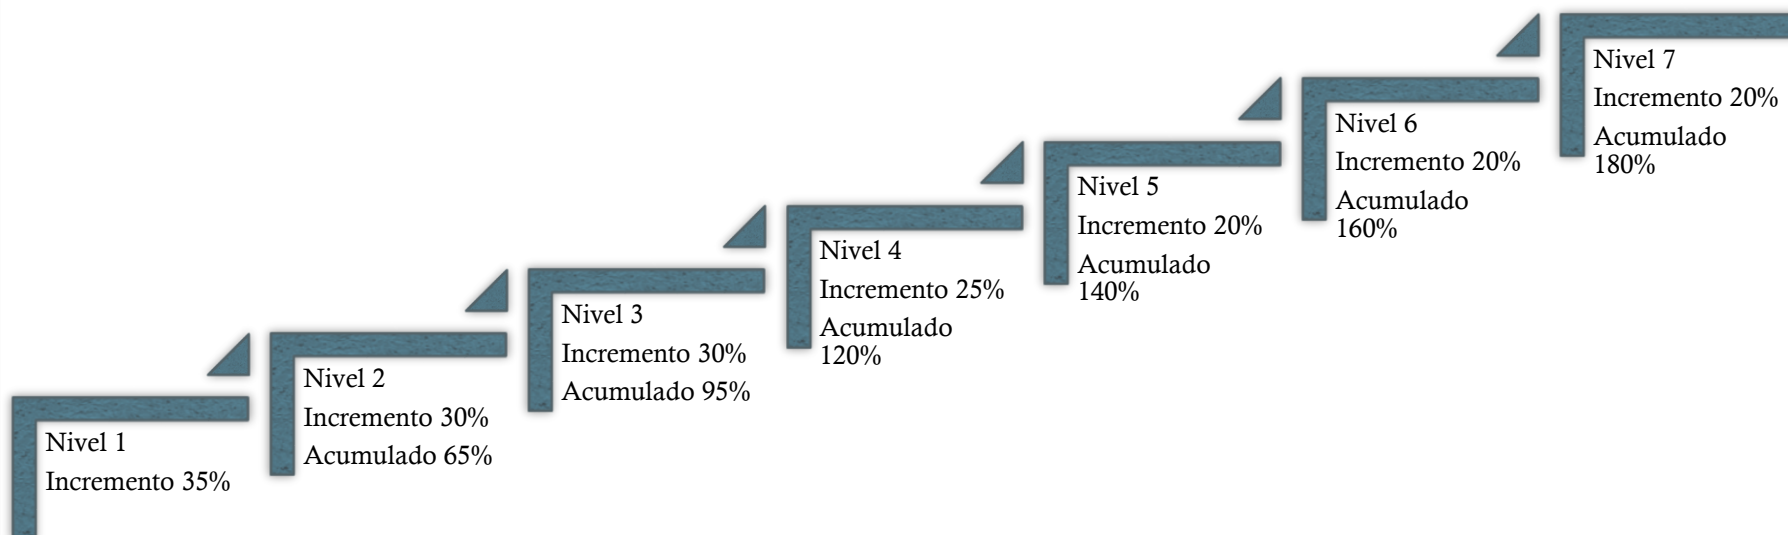 Nivel 1
Incremento 35%
Nivel 2
Incremento 30%
Acumulado 65%
Nivel 3
Incremento 30%
Acumulado 95%
Nivel 4
Incremento 25%
Acumulado
120%
Nivel 5
Incremento 20%
Acumulado
140%
Nivel 6
Incremento 20%
Acumulado
160%
Nivel 7
Incremento 20%
Acumulado
180%